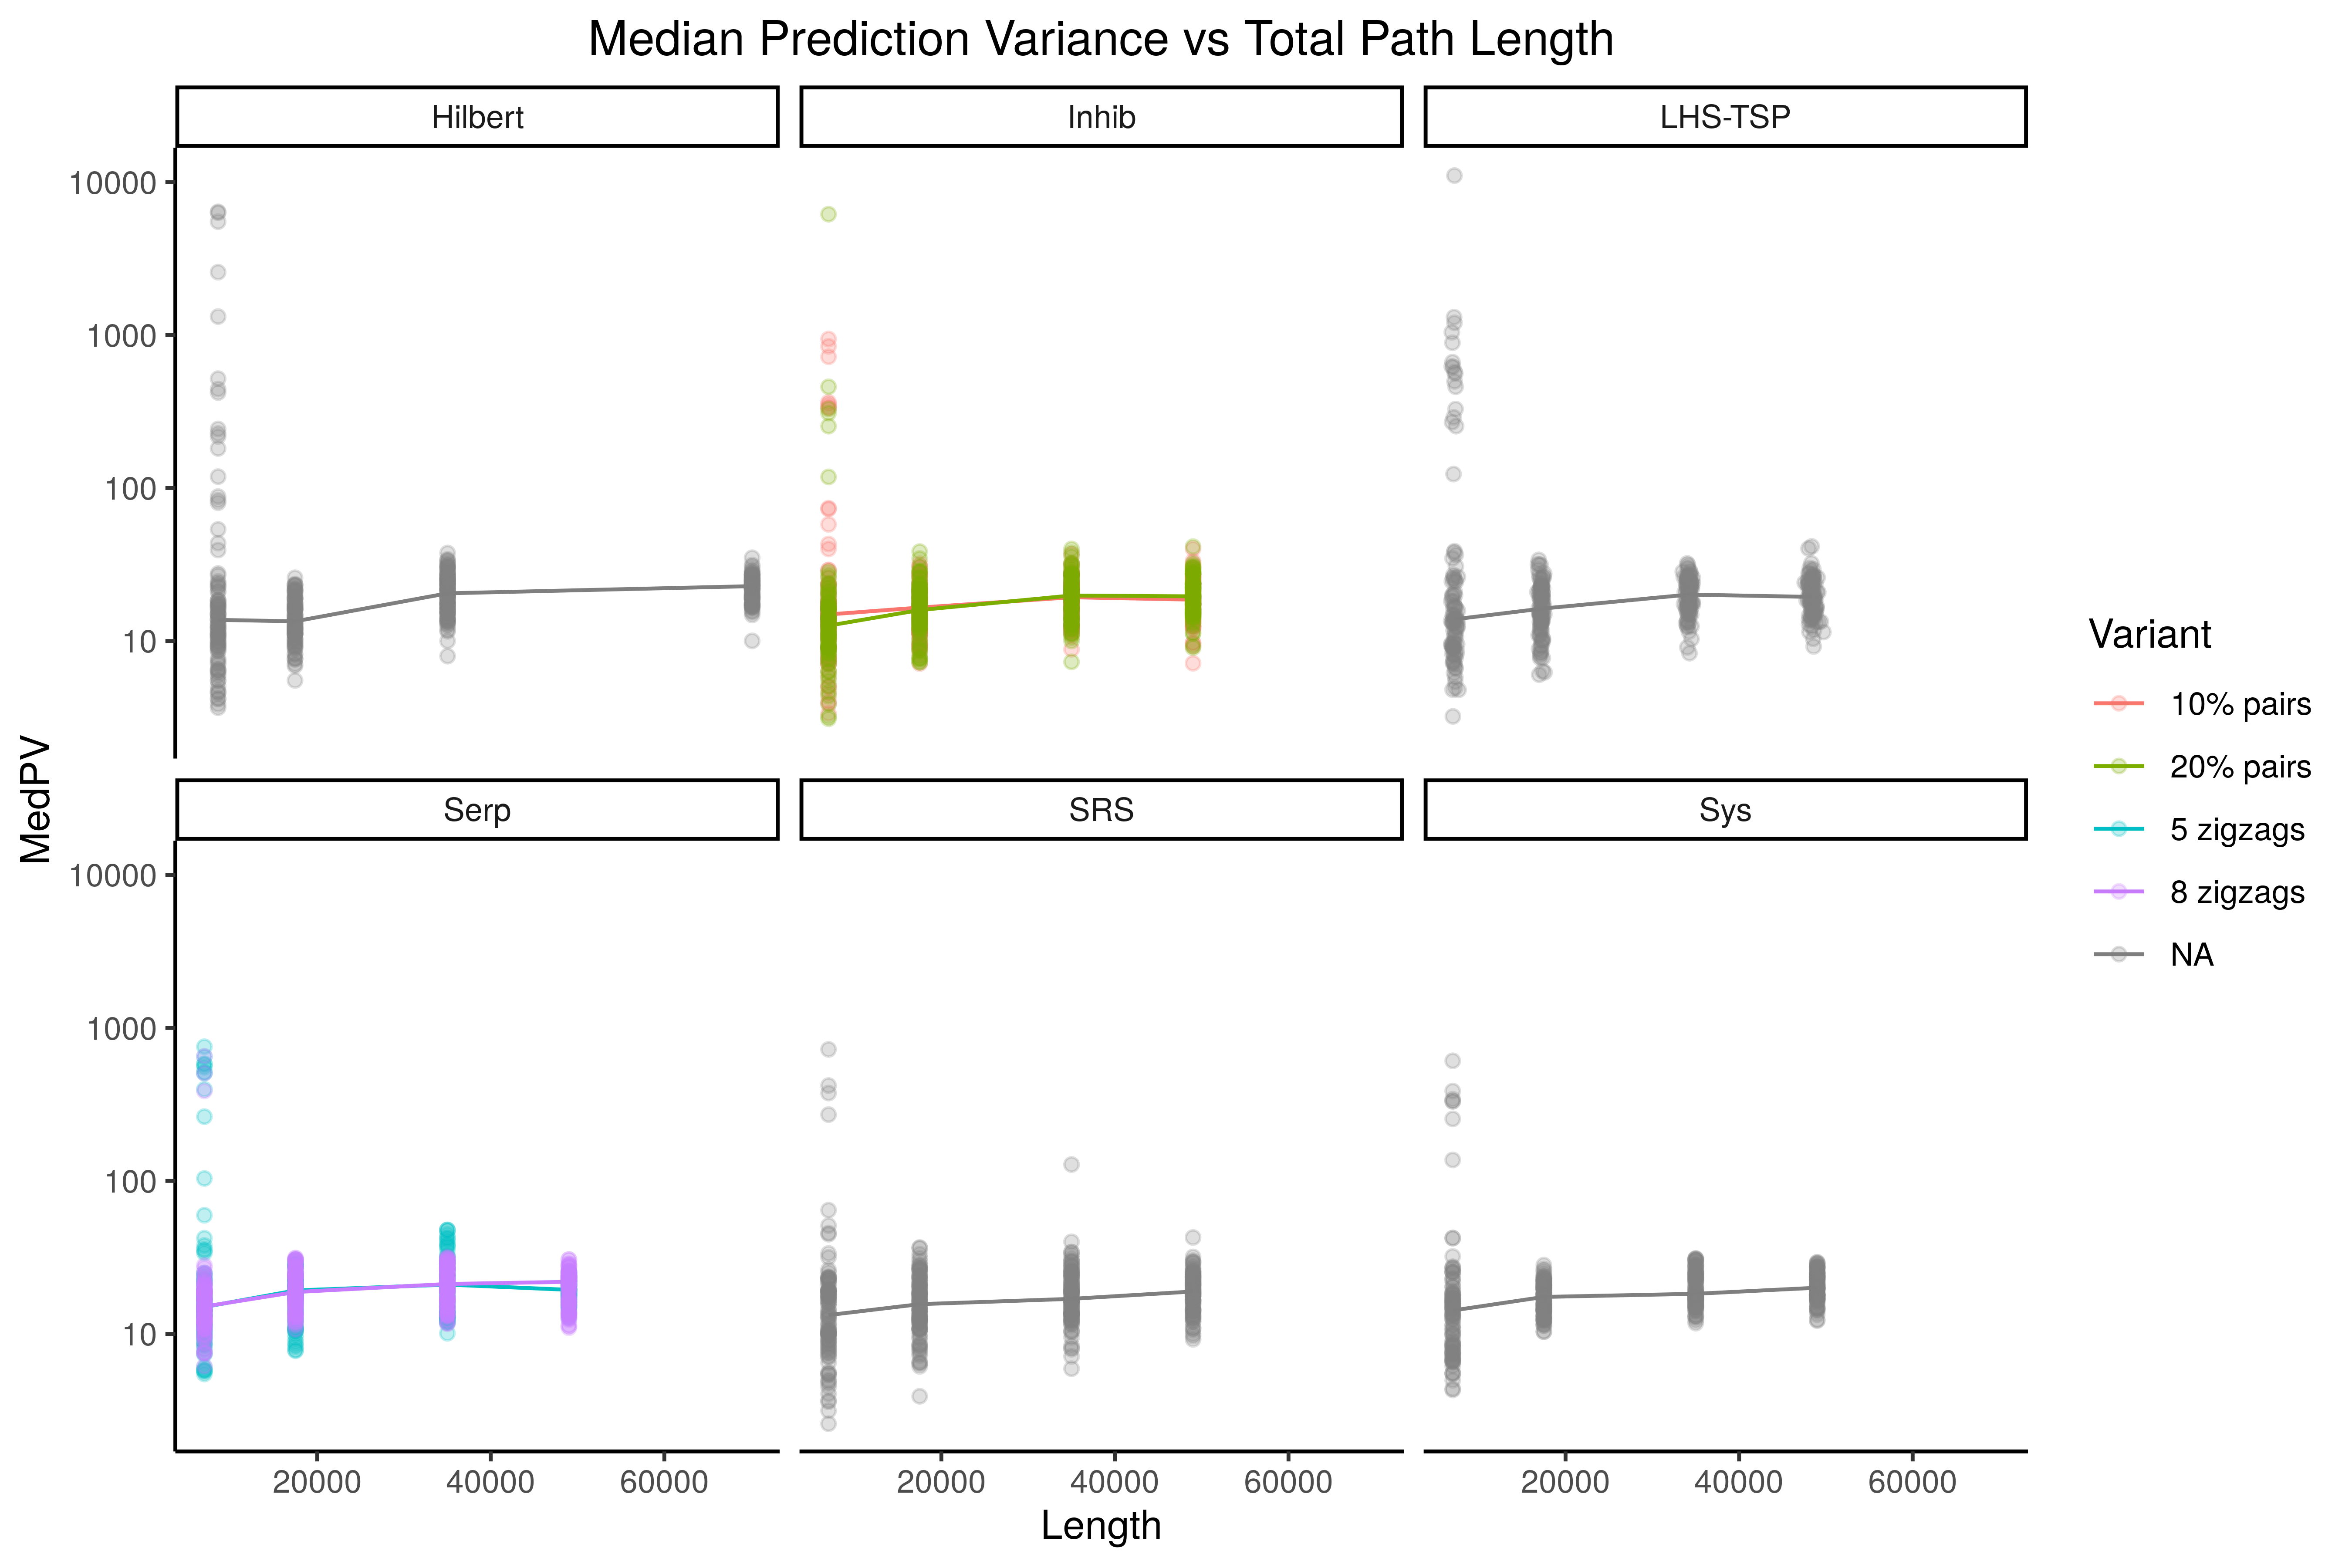 Median Prediction Variance vs Total Path Length
Hilbert
Inhib
LHS-TSP
10000
1000
100
10
Serp
SRS
Sys
10000
1000
100
10
20000 40000 60000
20000 40000 60000
20000 40000 60000
Length
MedPV
Variant
10% pairs
20% pairs
5 zigzags
8 zigzags
NA